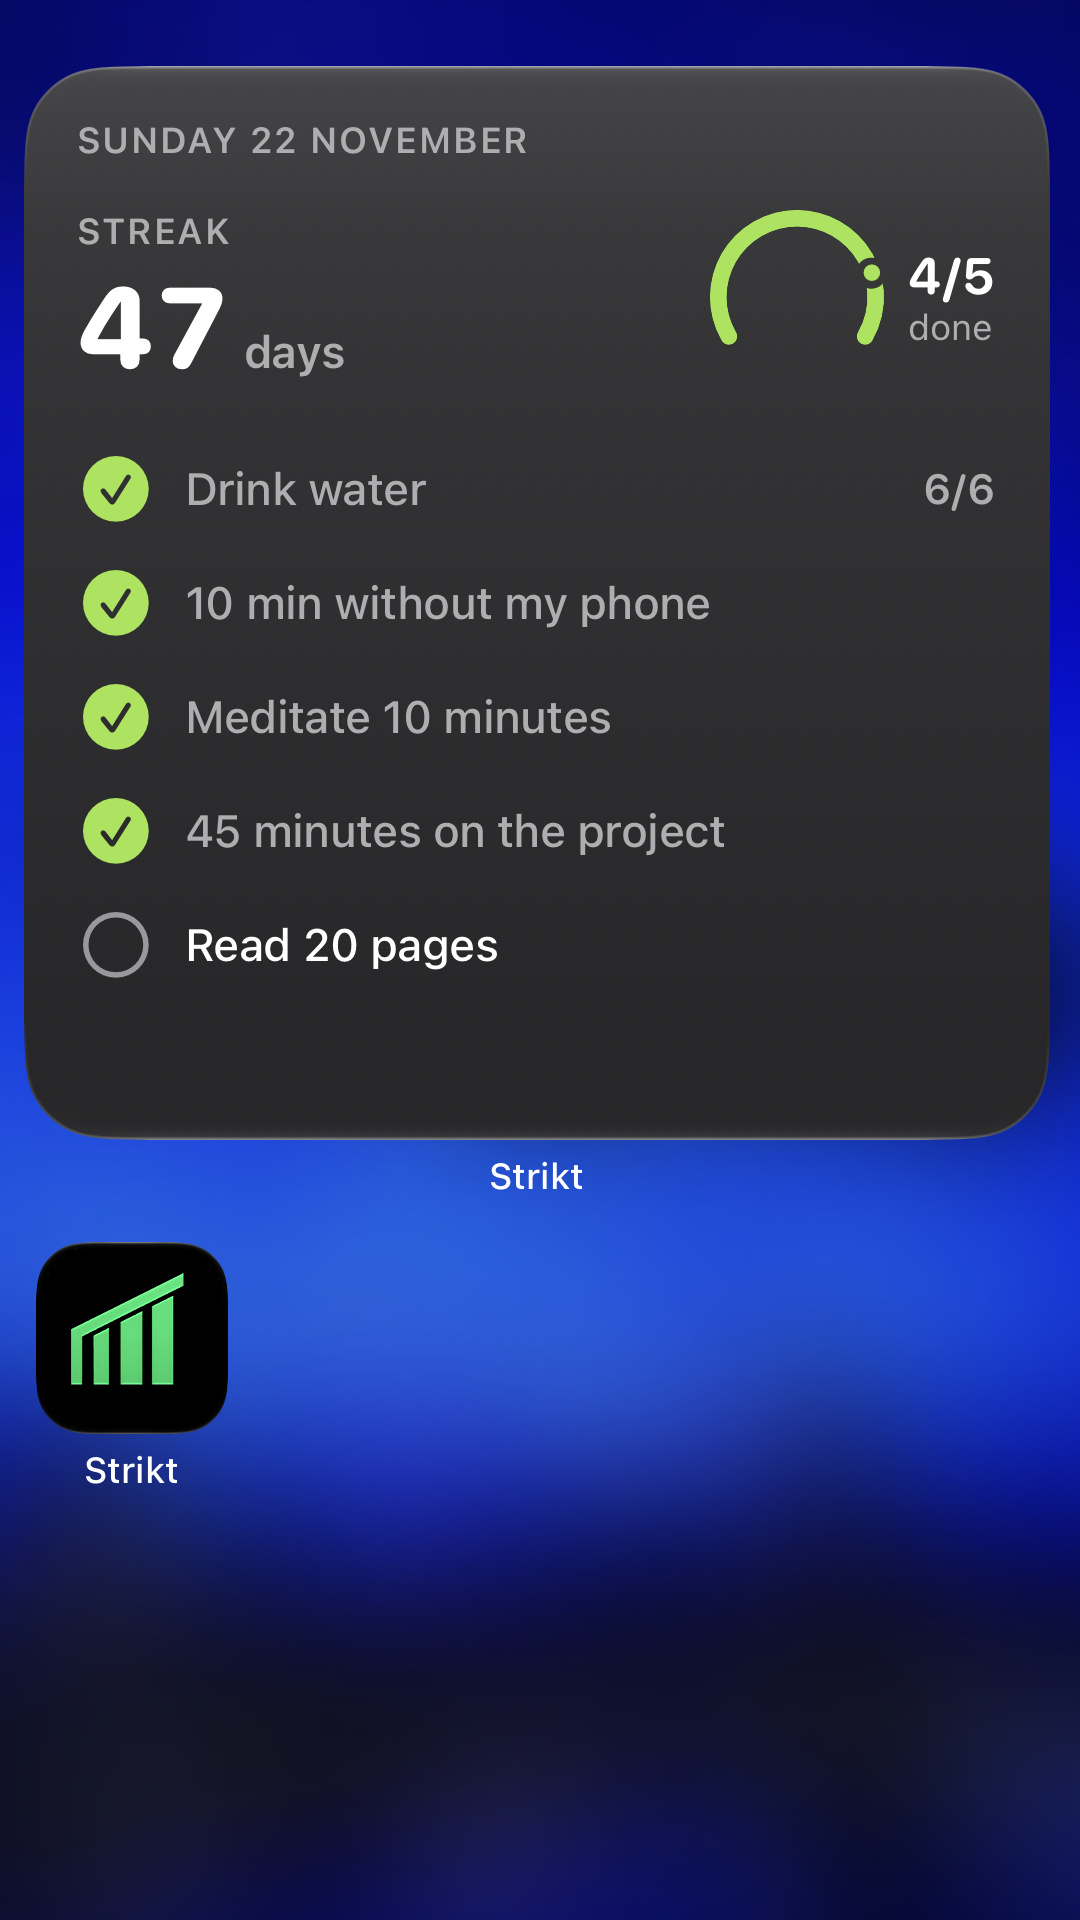 SUNDAY 22 NOVEMBER
STREAK
47 days
4/5
done
Drink water 6/6
10 min without my phone
Meditate 10 minutes
45 minutes on the project
Read 20 pages
Strikt
Strikt